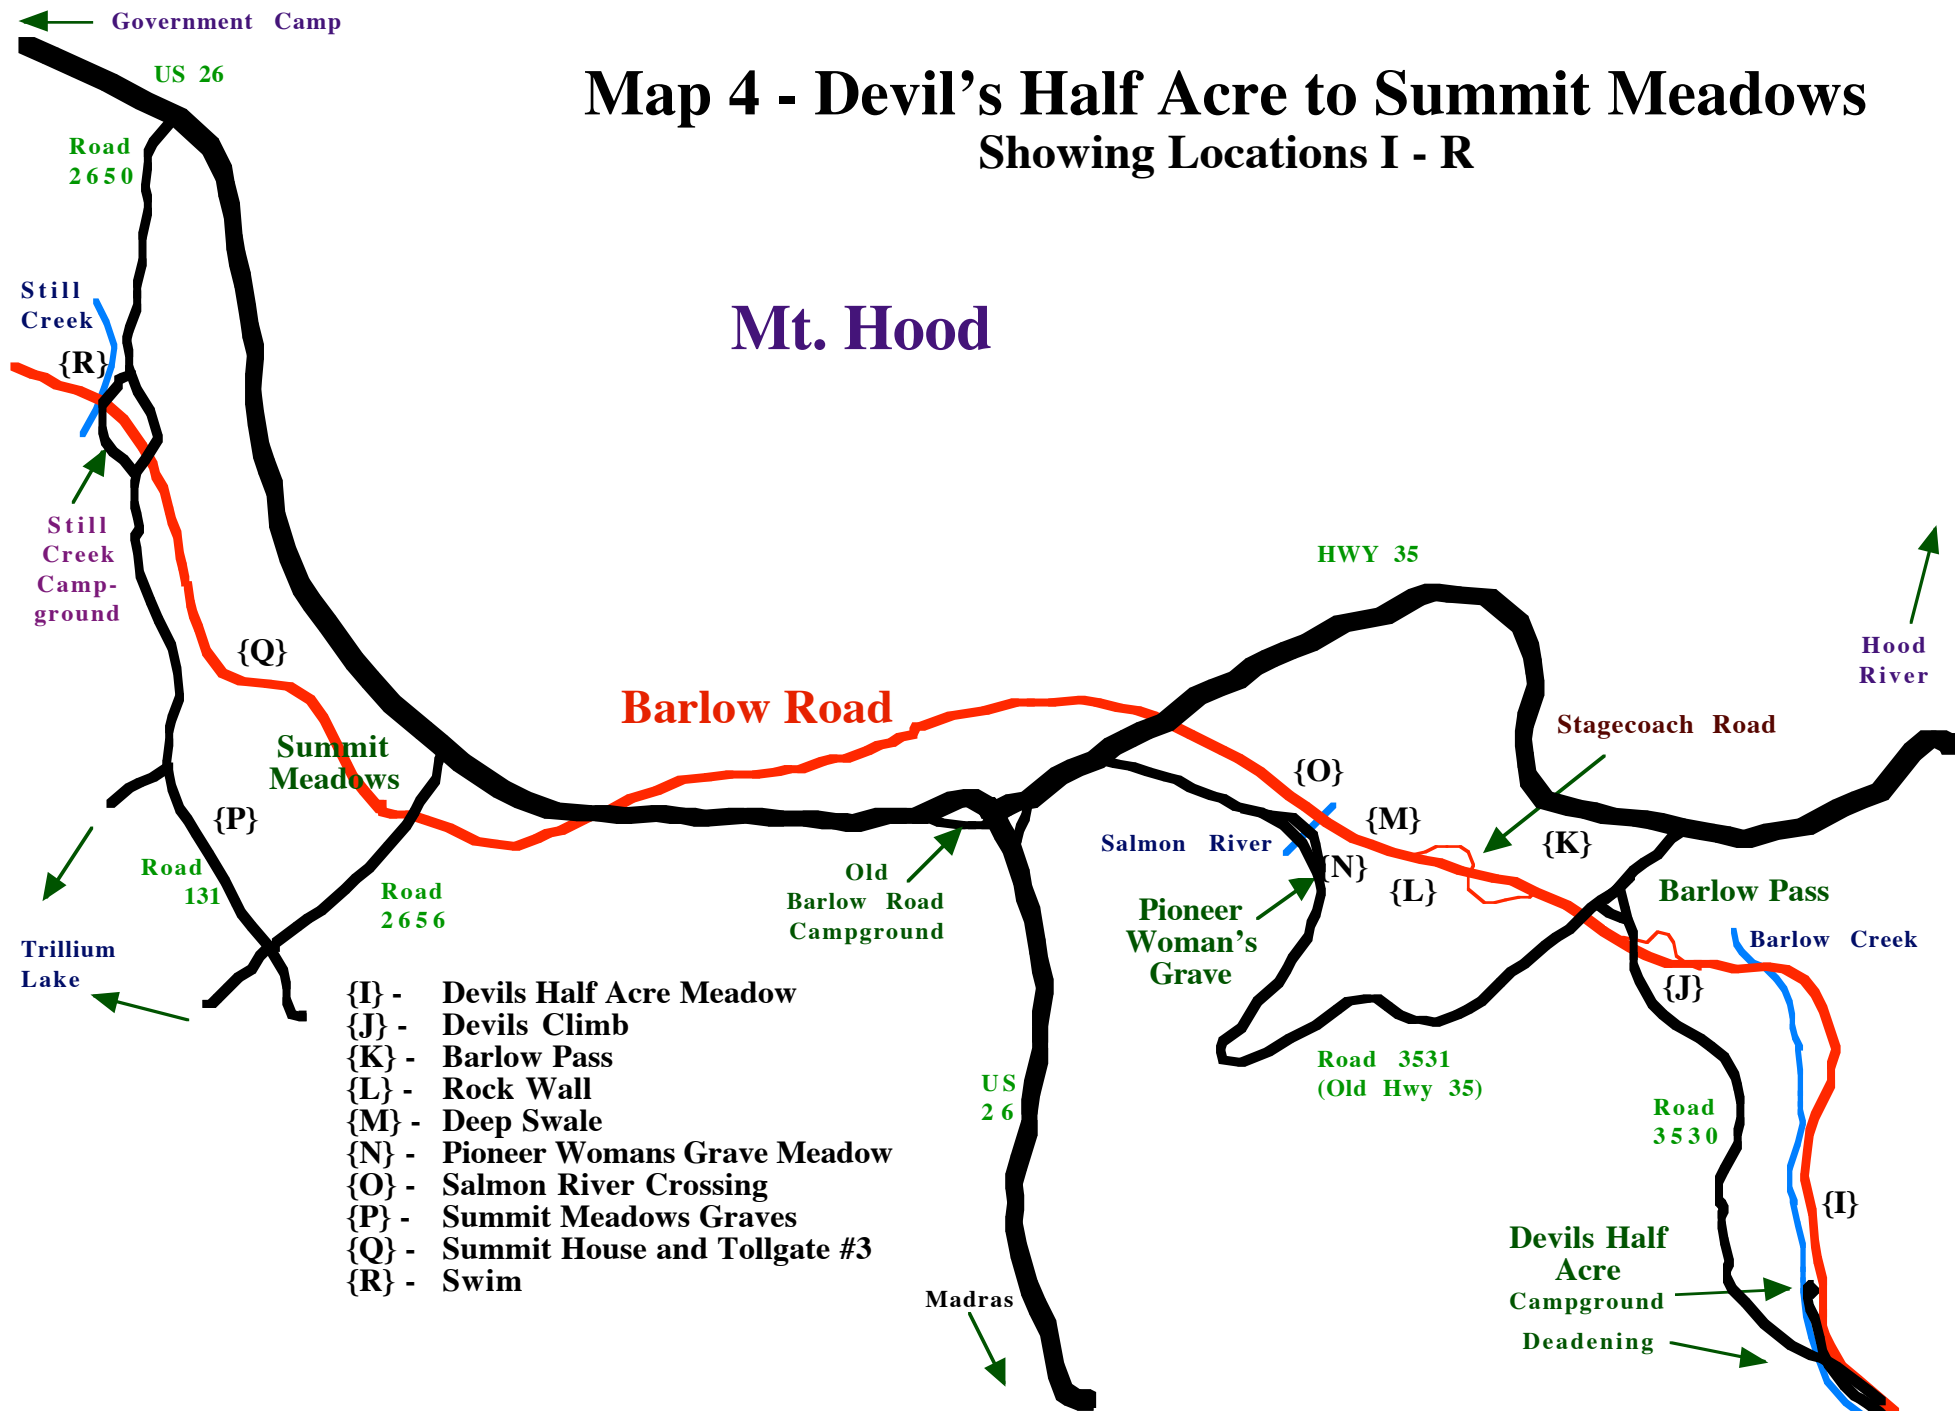 Government Camp
US 26
Map 4 - Devil's Half Acre to Summit Meadows
Showing Locations I - R
Road
2650
Still
Creek
{R}
Mt. Hood
Still
Creek
Camp-
ground
HWY 35
Hood
River
{Q}
Barlow Road
Stagecoach Road
Summit
Meadows
{O}
{P}
{M}
{K}
Salmon River
{N}
{L}
Road
131
Road
2656
Old
Barlow Road
Campground
Pioneer
Woman's
Grave
Barlow Pass
Barlow Creek
Trillium
Lake
{J}
{I} - Devils Half Acre Meadow
{J} - Devils Climb
{K} - Barlow Pass
{L} - Rock Wall
{M} - Deep Swale
{N} - Pioneer Womans Grave Meadow
{O} - Salmon River Crossing
{P} - Summit Meadows Graves
{Q} - Summit House and Tollgate #3
{R} - Swim
US
26
Road 3531
(Old Hwy 35)
Road
3530
{I}
Devils Half
Acre
Campground
Deadening
Madras